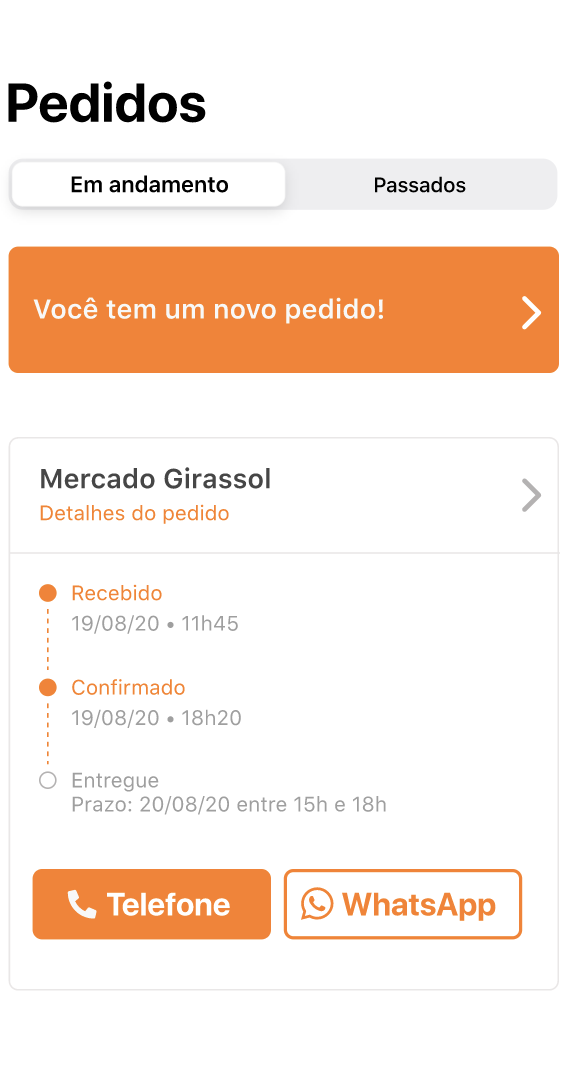 Pedidos
Em andamento
Passados
Você tem um novo pedido!
Mercado Girassol
Detalhes do pedido
Recebido
19/08/20 • 11h45
Confirmado
19/08/20 • 18h20
Entregue
Prazo: 20/08/20 entre 15h e 18h
Telefone
WhatsApp